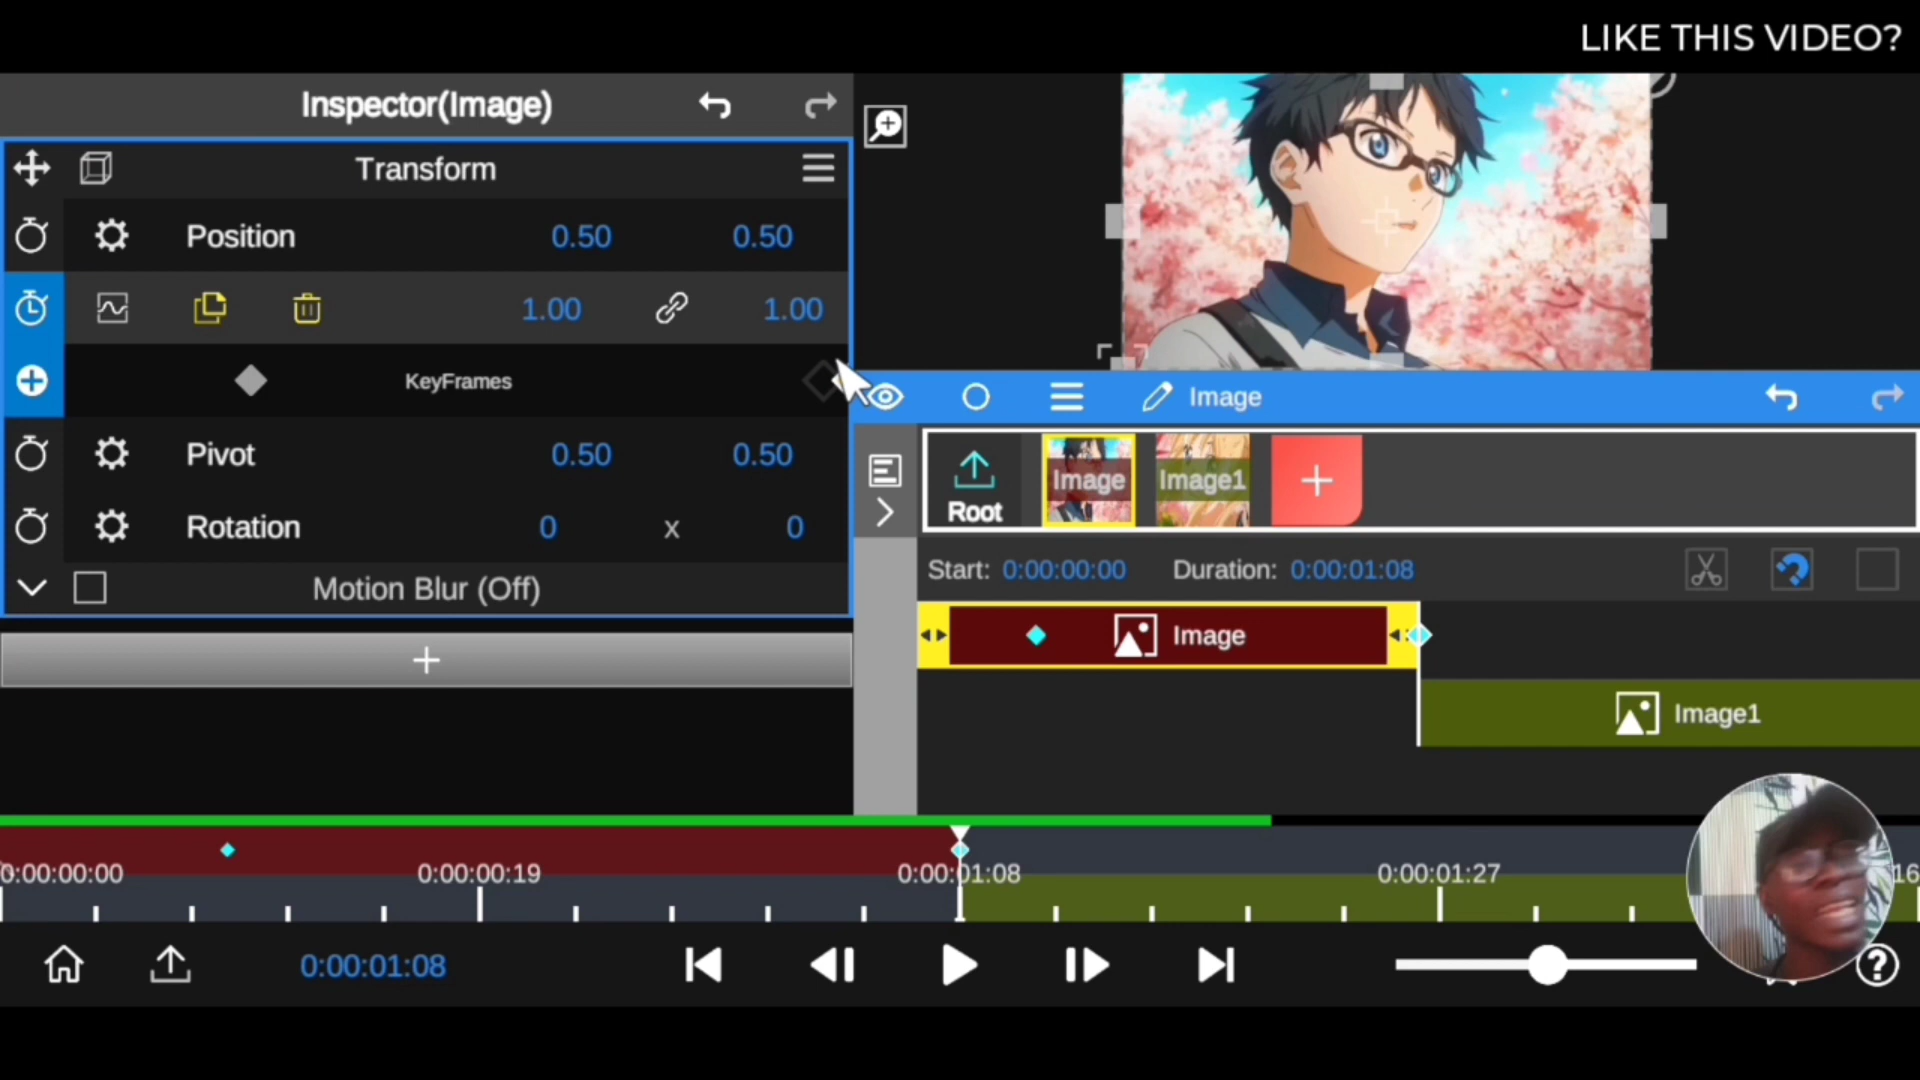 LIKE THIS VIDEO?
Inspector(Image)
Transform
Position 0.50 0.50
1.00 1.00
KeyFrames
Pivot 0.50 0.50
Rotation 0 x 0
Motion Blur (Off)
+
Image
Root
Image
Image1
+
Start: 0:00:00:00 Duration: 0:00:01:08
Image
Image1
0:00:00:00 0:00:00:19 0:00:01:08 0:00:01:27 16
0:00:01:08
?